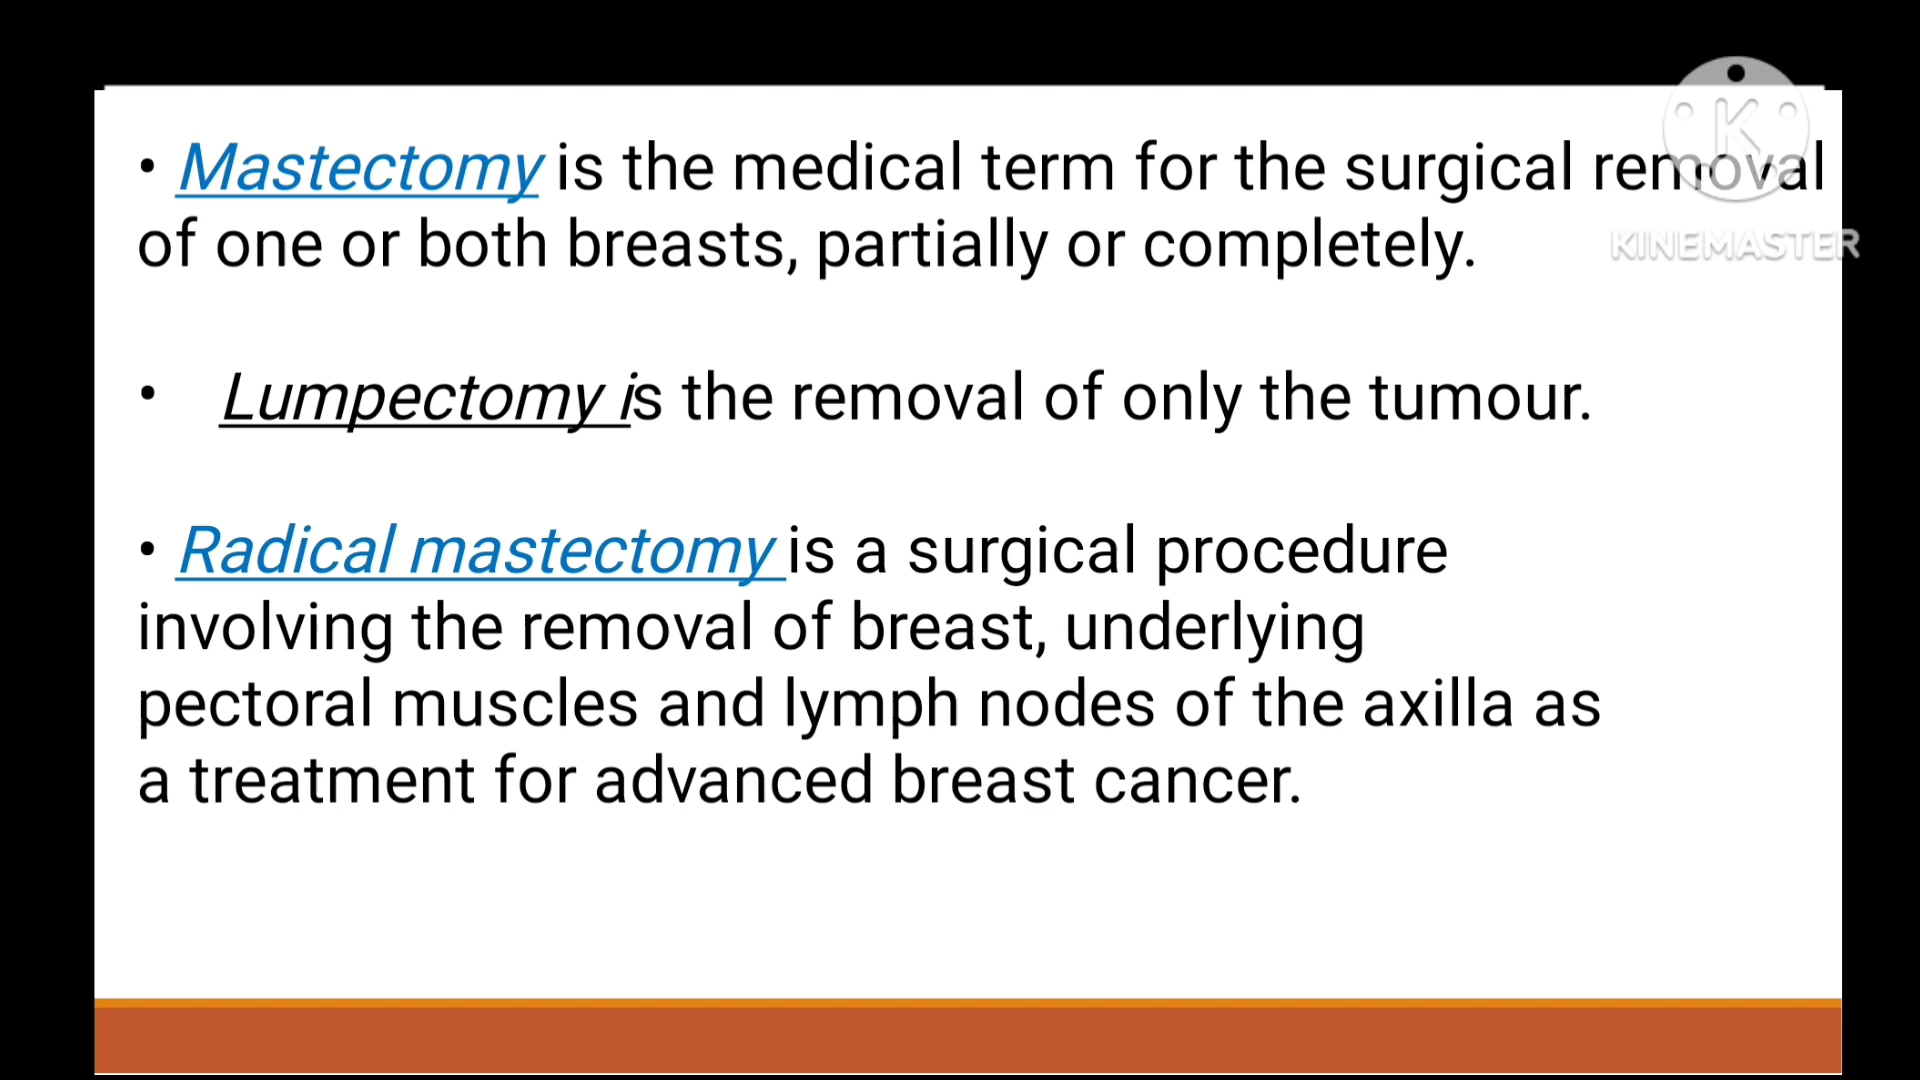 • Mastectomy is the medical term for the surgical removal
of one or both breasts, partially or completely.
• Lumpectomy is the removal of only the tumour.
• Radical mastectomy is a surgical procedure
involving the removal of breast, underlying
pectoral muscles and lymph nodes of the axilla as
a treatment for advanced breast cancer.
K
KINEMASTER